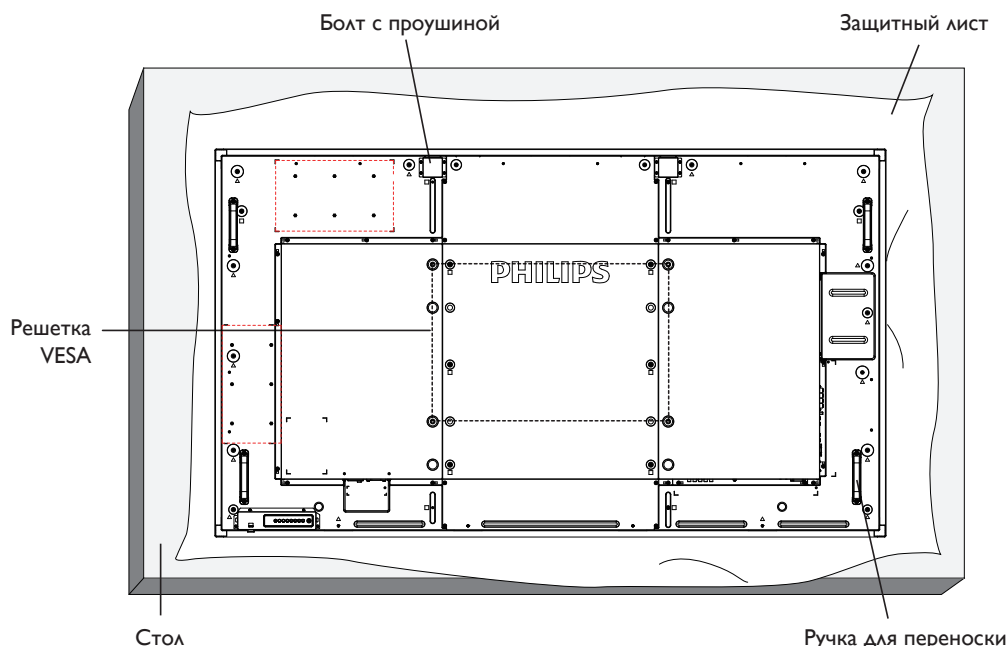 Болт с проушиной
Защитный лист
PHILIPS
Решетка
VESA
Стол
Ручка для переноски